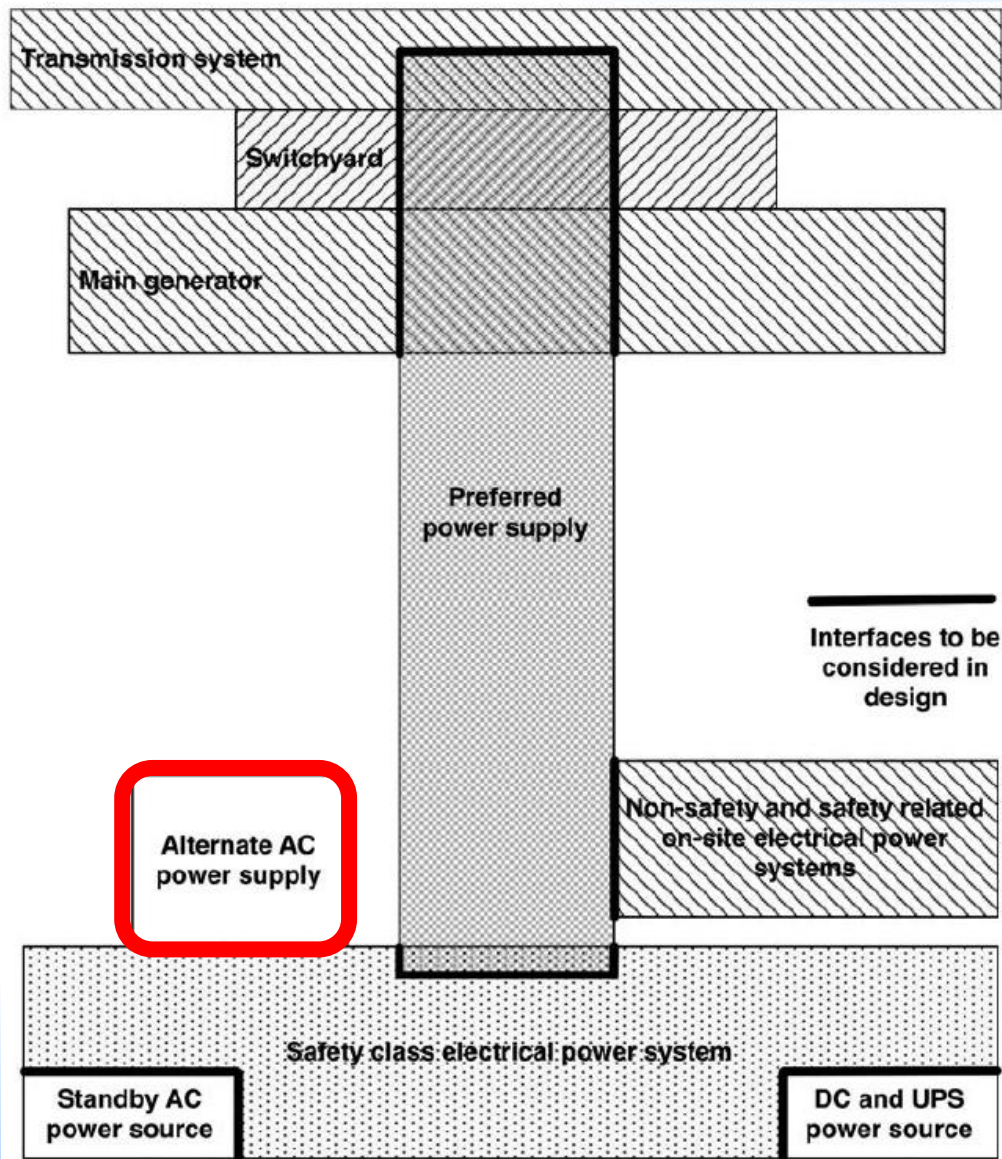 Transmission system
Switchyard
Main generator
Preferred
power supply
Interfaces to be
considered in
design
Alternate AC
power supply
Non-safety and safety related
on-site electrical power
systems
Safety class electrical power system
Standby AC
power source
DC and UPS
power source